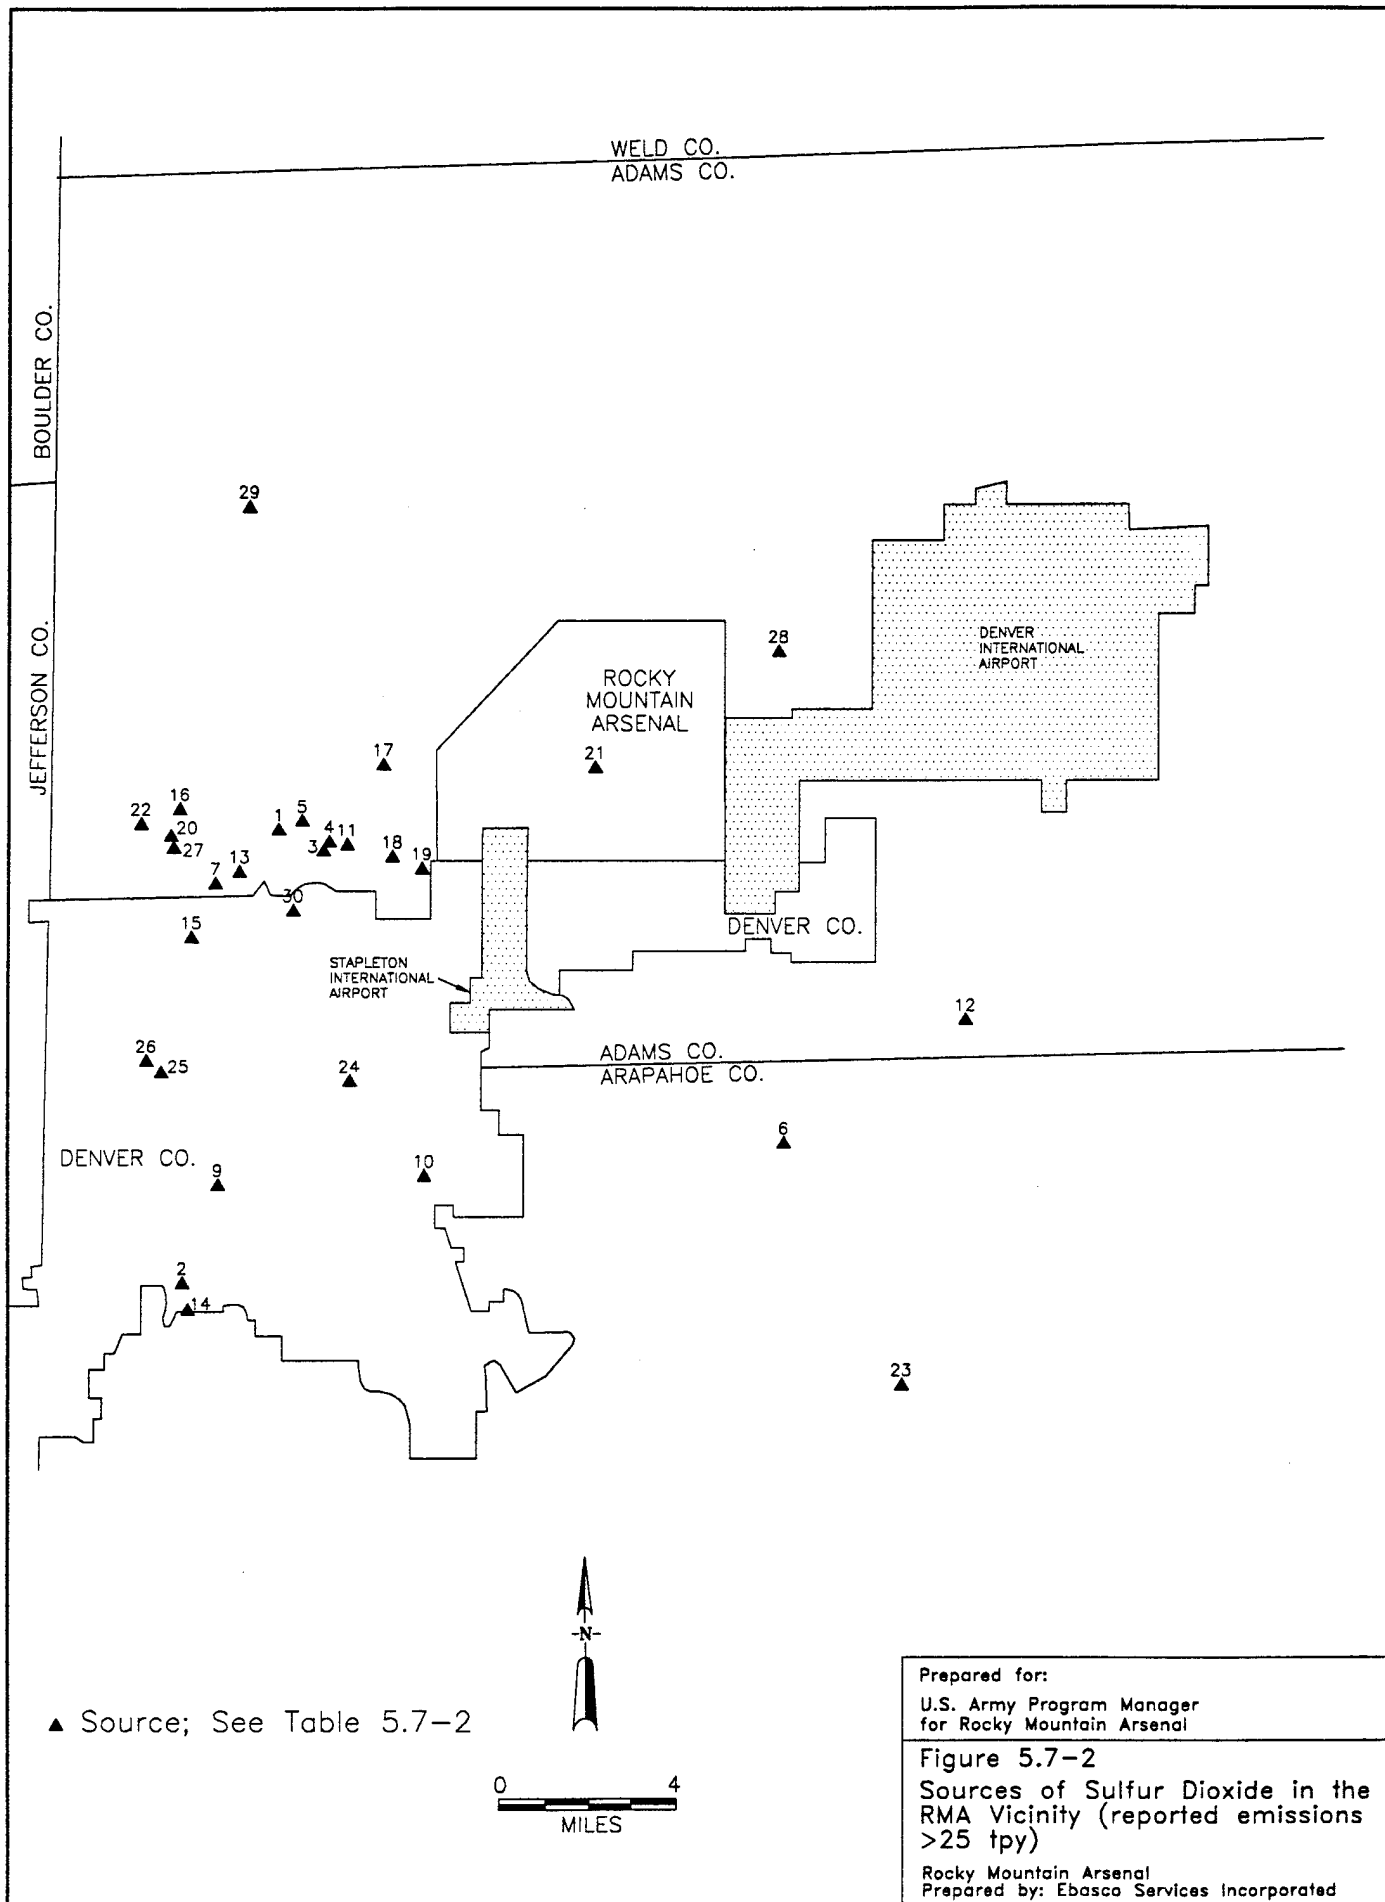 WELD CO.
ADAMS CO.
BOULDER CO.
JEFFERSON CO.
29
28
DENVER
INTERNATIONAL
AIRPORT
ROCKY
MOUNTAIN
ARSENAL
21
17
16
22
20
27
1
5
4
3
11
18
19
13
7
30
15
DENVER CO.
STAPLETON
INTERNATIONAL
AIRPORT
12
ADAMS CO.
ARAPAHOE CO.
26
25
24
6
DENVER CO.
9
10
2
14
23
-N-
▲ Source; See Table 5.7-2
0 4
MILES
Prepared for:
U.S. Army Program Manager
for Rocky Mountain Arsenal
Figure 5.7-2
Sources of Sulfur Dioxide in the
RMA Vicinity (reported emissions
>25 tpy)
Rocky Mountain Arsenal
Prepared by: Ebasco Services Incorporated